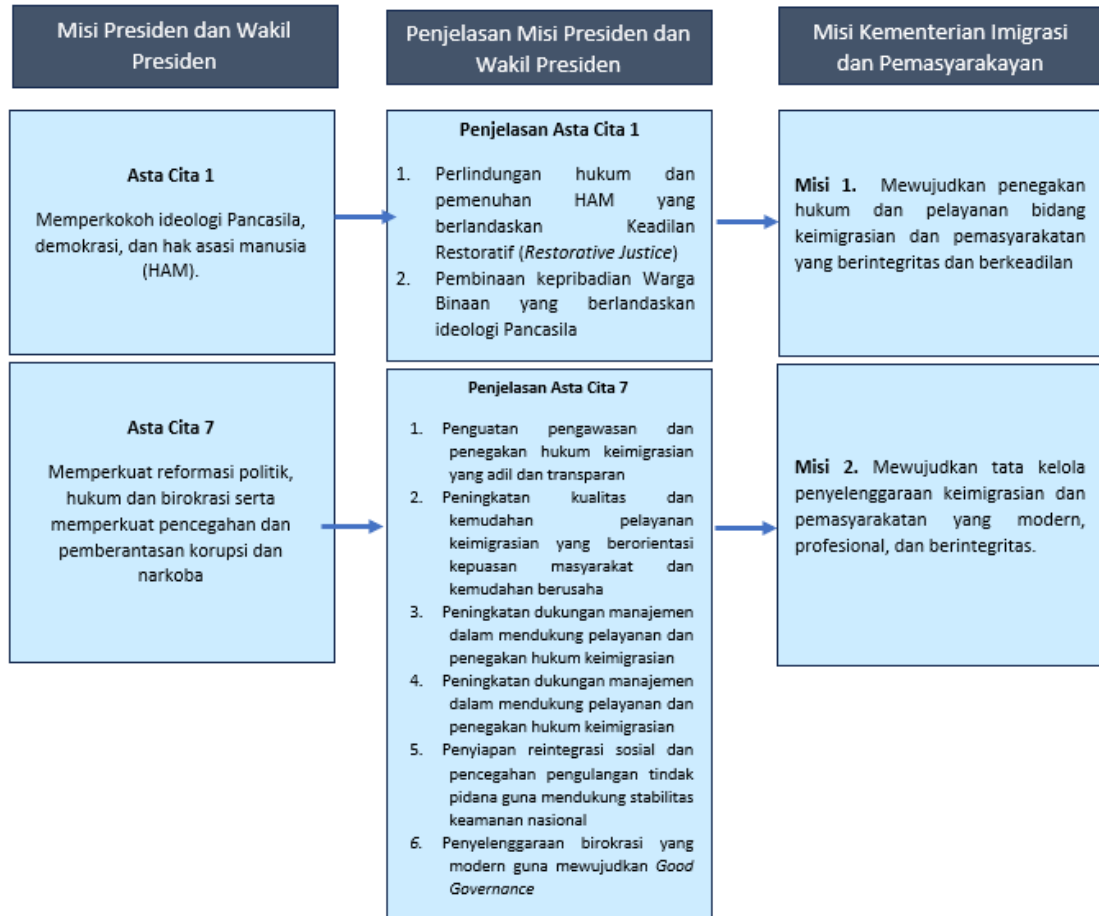 Misi Presiden dan Wakil
Presiden
Penjelasan Misi Presiden dan
Wakil Presiden
Misi Kementerian Imigrasi
dan Pemasyarakayan
Asta Cita 1
Memperkokoh ideologi Pancasila,
demokrasi, dan hak asasi manusia
(HAM).
Penjelasan Asta Cita 1
1. Perlindungan hukum dan
pemenuhan HAM yang
berlandaskan Keadilan
Restoratif (Restorative Justice)
2. Pembinaan kepribadian Warga
Binaan yang berlandaskan
ideologi Pancasila
Misi 1. Mewujudkan penegakan
hukum dan pelayanan bidang
keimigrasian dan pemasyarakatan
yang berintegritas dan berkeadilan
Asta Cita 7
Memperkuat reformasi politik,
hukum dan birokrasi serta
memperkuat pencegahan dan
pemberantasan korupsi dan
narkoba
Penjelasan Asta Cita 7
1. Penguatan pengawasan dan
penegakan hukum keimigrasian
yang adil dan transparan
2. Peningkatan kualitas dan
kemudahan pelayanan
keimigrasian yang berorientasi
kepuasan masyarakat dan
kemudahan berusaha
3. Peningkatan dukungan manajemen
dalam mendukung pelayanan dan
penegakan hukum keimigrasian
4. Peningkatan dukungan manajemen
dalam mendukung pelayanan dan
penegakan hukum keimigrasian
5. Penyiapan reintegrasi sosial dan
pencegahan pengulangan tindak
pidana guna mendukung stabilitas
keamanan nasional
6. Penyelenggaraan birokrasi yang
modern guna mewujudkan Good
Governance
Misi 2. Mewujudkan tata kelola
penyelenggaraan keimigrasian dan
pemasyarakatan yang modern,
profesional, dan berintegritas.